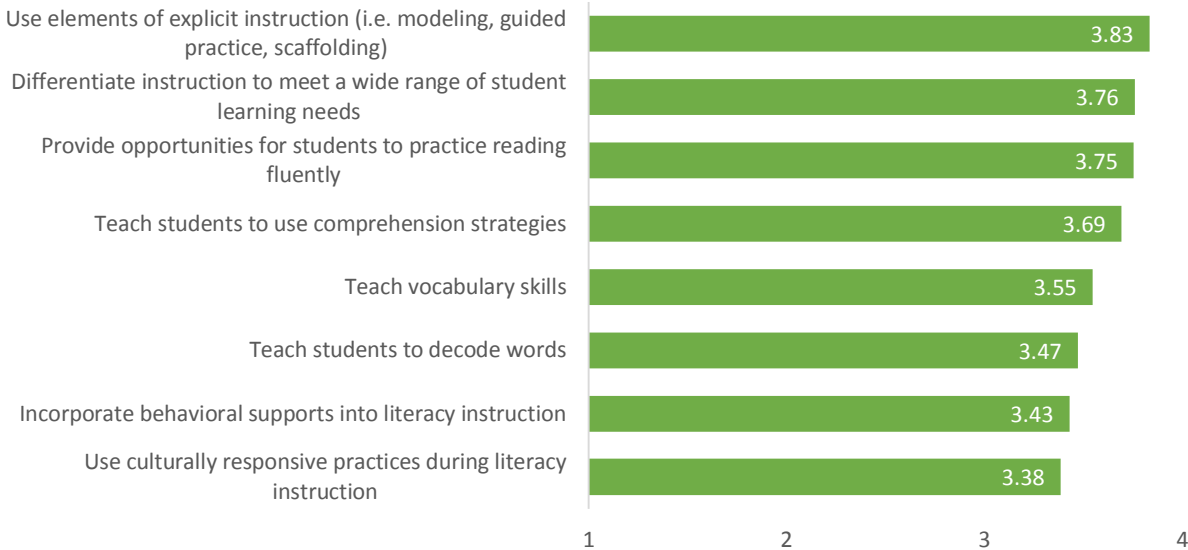 Use elements of explicit instruction (i.e. modeling, guided
practice, scaffolding)
3.83
Differentiate instruction to meet a wide range of student
learning needs
3.76
Provide opportunities for students to practice reading
fluently
3.75
Teach students to use comprehension strategies
3.69
Teach vocabulary skills
3.55
Teach students to decode words
3.47
Incorporate behavioral supports into literacy instruction
3.43
Use culturally responsive practices during literacy
instruction
3.38
1 2 3 4